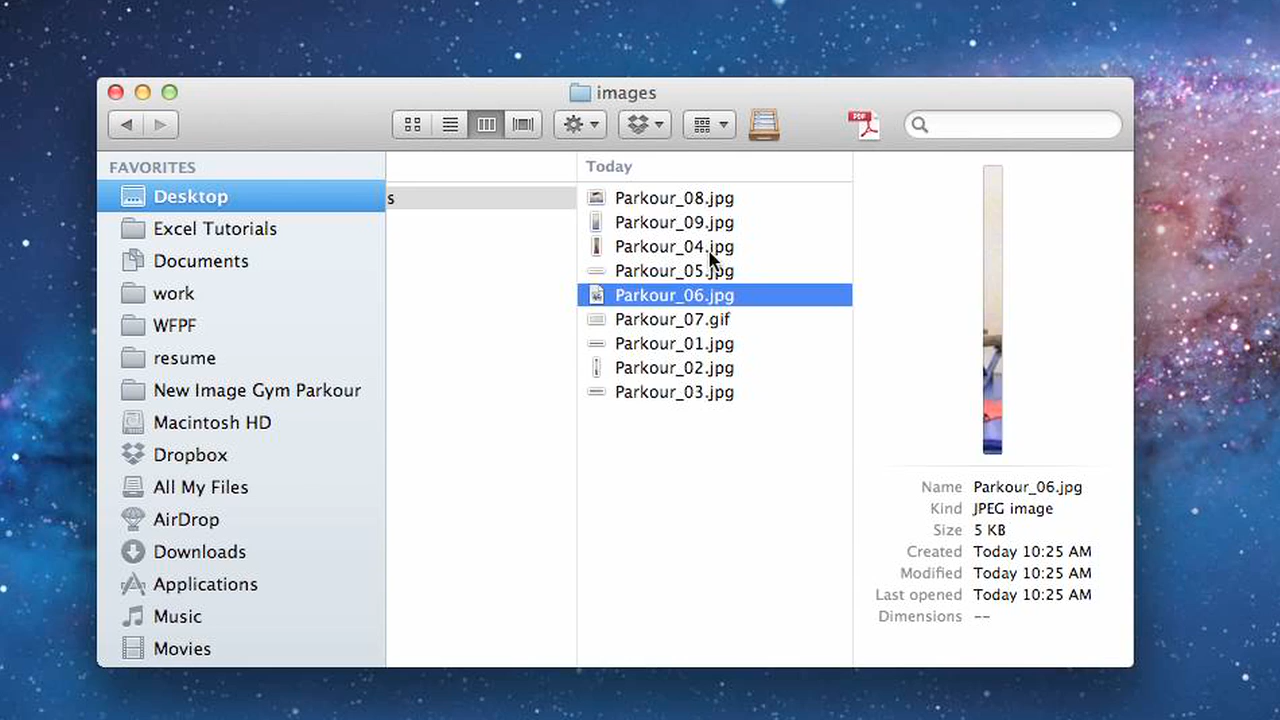 images
PDF
FAVORITES
Desktop
Excel Tutorials
Documents
work
WFPF
resume
New Image Gym Parkour
Macintosh HD
Dropbox
All My Files
AirDrop
Downloads
Applications
Music
Movies
s
Today
Parkour_08.jpg
Parkour_09.jpg
Parkour_04.jpg
Parkour_05.jpg
Parkour_06.jpg
Parkour_07.gif
Parkour_01.jpg
Parkour_02.jpg
Parkour_03.jpg
Name Parkour_06.jpg
Kind JPEG image
Size 5 KB
Created Today 10:25 AM
Modified Today 10:25 AM
Last opened Today 10:25 AM
Dimensions --